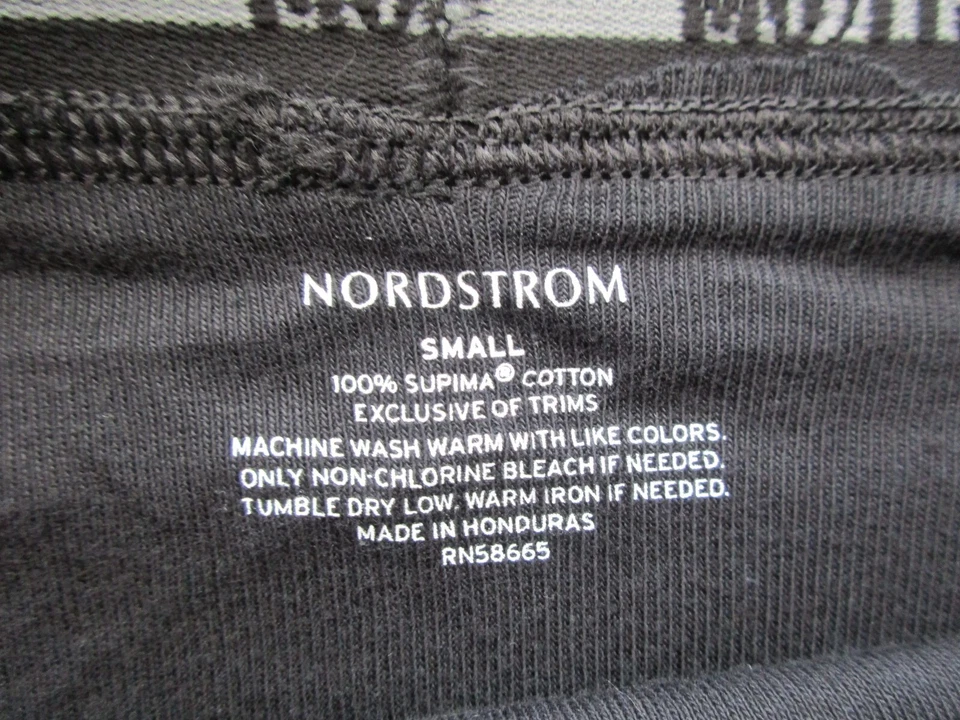 NORDSTROM
SMALL
100% SUPIMA® COTTON
EXCLUSIVE OF TRIMS
MACHINE WASH WARM WITH LIKE COLORS.
ONLY NON-CHLORINE BLEACH IF NEEDED.
TUMBLE DRY LOW. WARM IRON IF NEEDED.
MADE IN HONDURAS
RN58665